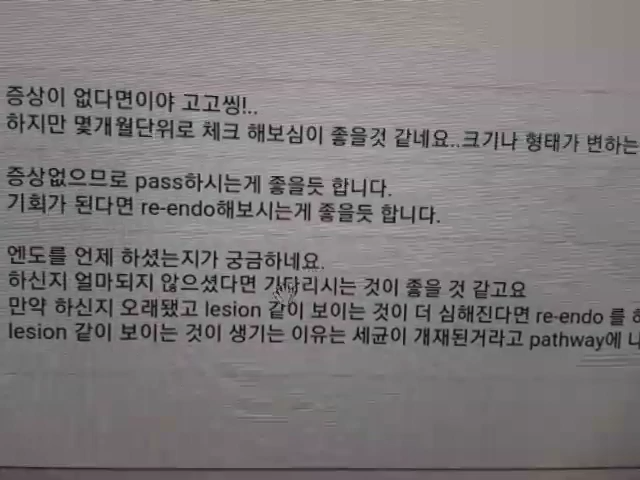 증상이 없다면이야 고고씽!..
하지만 몇개월단위로 체크 해보심이 좋을것 같네요..크기나 형태가 변하는
증상없으므로 pass하시는게 좋을듯 합니다.
기회가 된다면 re-endo해보시는게 좋을듯 합니다.
엔도를 언제 하셨는지가 궁금하네요.
하신지 얼마되지 않으셨다면 기다리시는 것이 좋을 것 같고요
만약 하신지 오래됐고 lesion 같이 보이는 것이 더 심해진다면 re-endo 를
lesion 같이 보이는 것이 생기는 이유는 세균이 개재된거라고 pathway에